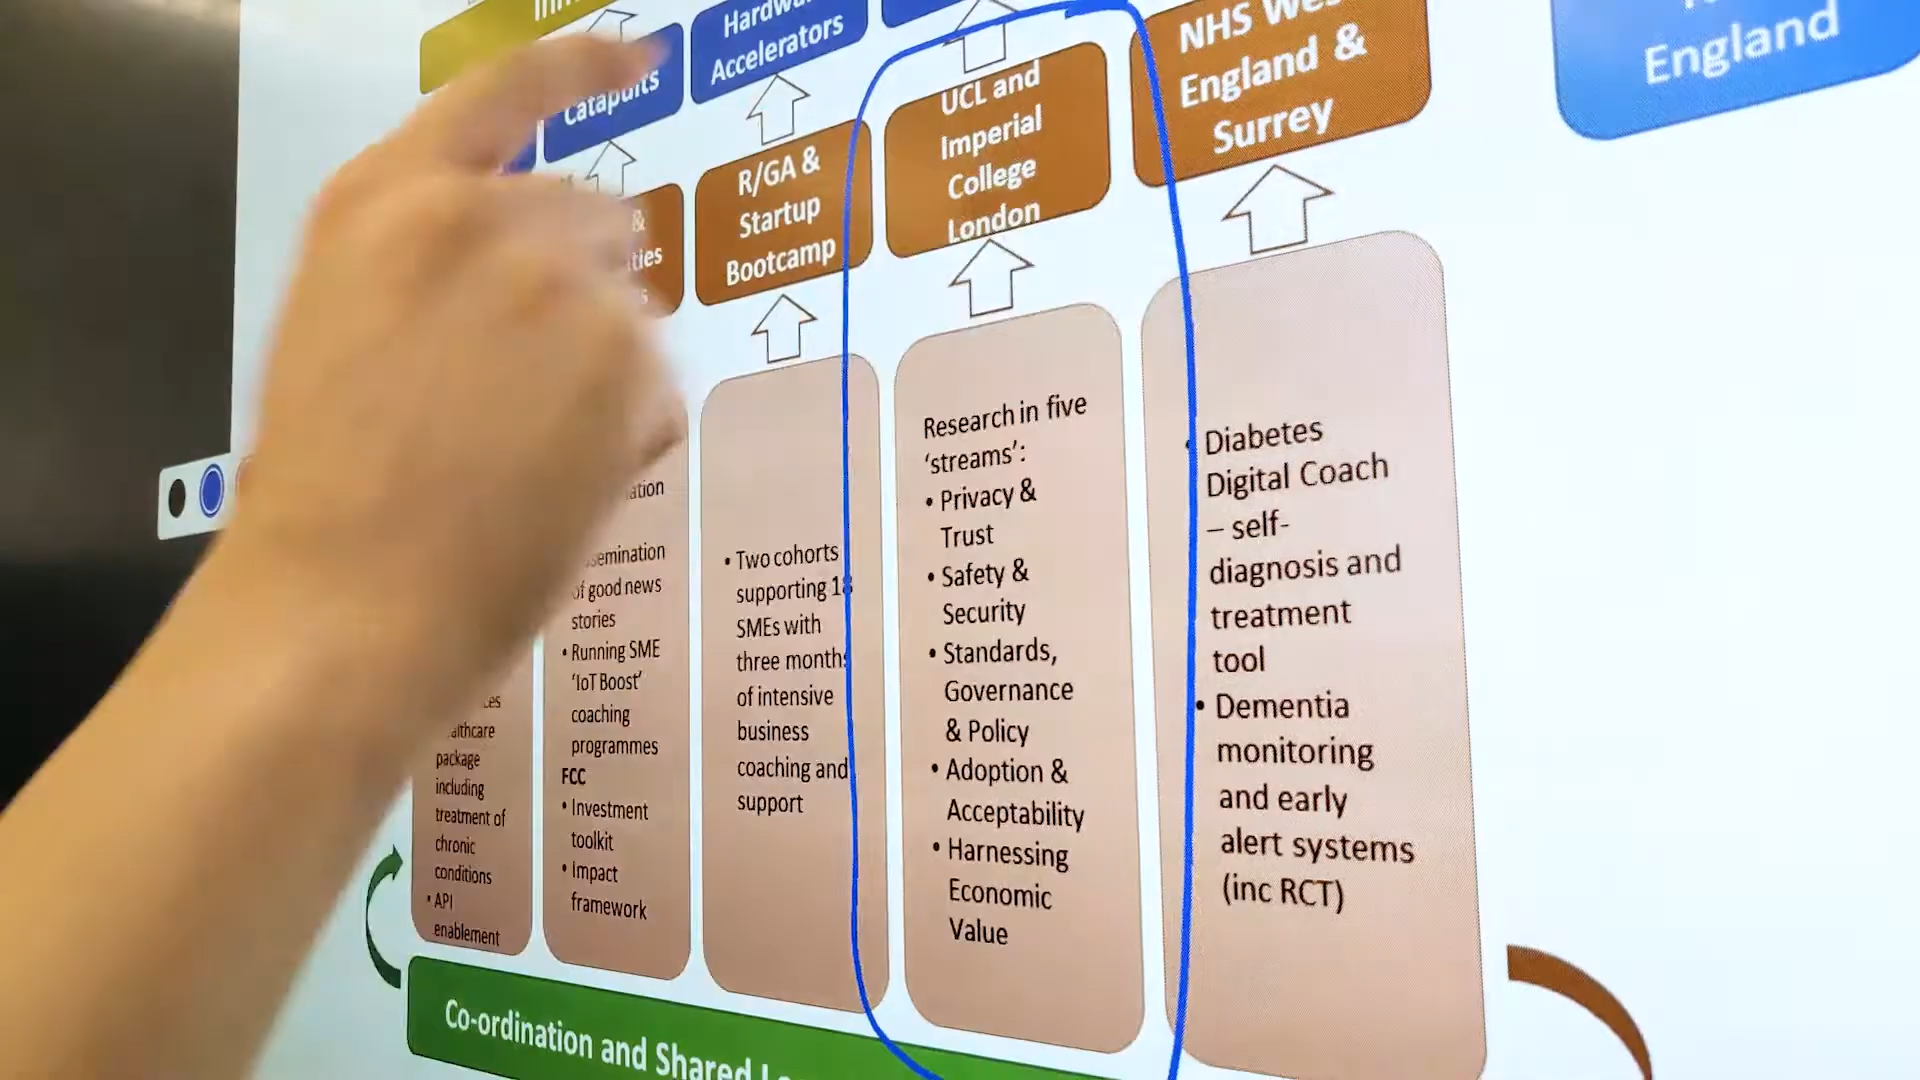 Hardware
Accelerators
Catapults
UCL and
Imperial
College
London
NHS West
England &
Surrey
England
R/GA &
Startup
Bootcamp
&
Research in five
'streams':
• Privacy &
Trust
• Safety &
Security
• Standards,
Governance
& Policy
• Adoption &
Acceptability
• Harnessing
Economic
Value
• Diabetes
Digital Coach
– self-
diagnosis and
treatment
tool
• Dementia
monitoring
and early
alert systems
(inc RCT)
• Two cohorts
supporting 18
SMEs with
three months
of intensive
business
coaching and
support
of good news
stories
• Running SME
'IoT Boost'
coaching
programmes
FCC
• Investment
toolkit
• Impact
framework
package
including
treatment of
chronic
conditions
• API
enablement
Co-ordination and Shared